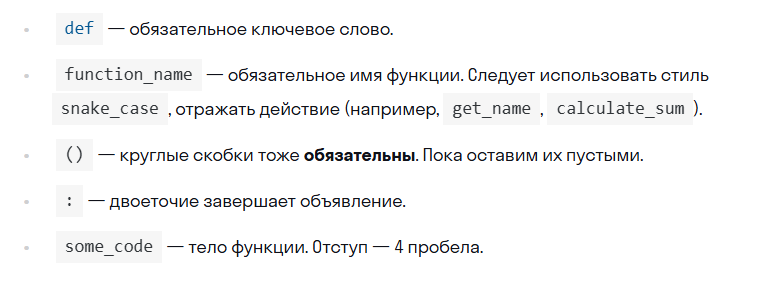 def — обязательное ключевое слово.
function_name — обязательное имя функции. Следует использовать стиль
snake_case, отражать действие (например, get_name, calculate_sum).
() — круглые скобки тоже обязательны. Пока оставим их пустыми.
: — двоеточие завершает объявление.
some_code — тело функции. Отступ — 4 пробела.